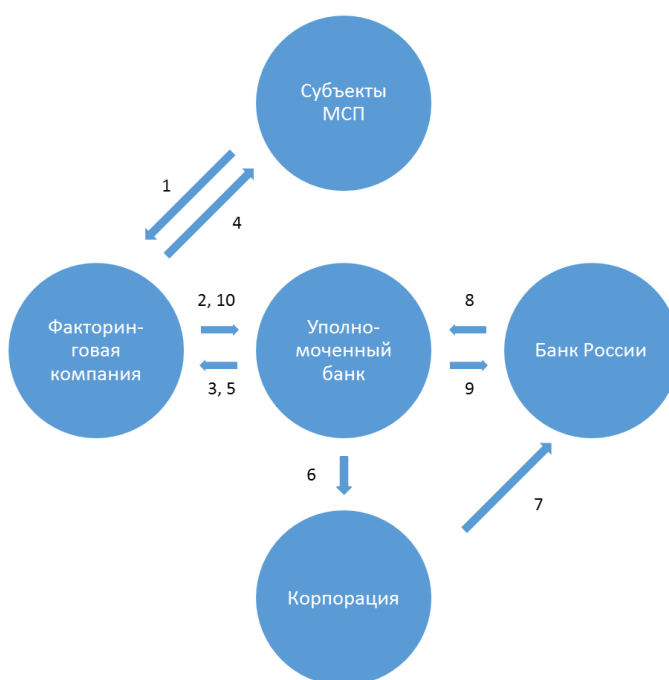 Субъекты
МСП
1
4
Факторин-
говая
компания
2, 10
3, 5
Уполно-
моченный
банк
8
9
Банк России
6
7
Корпорация